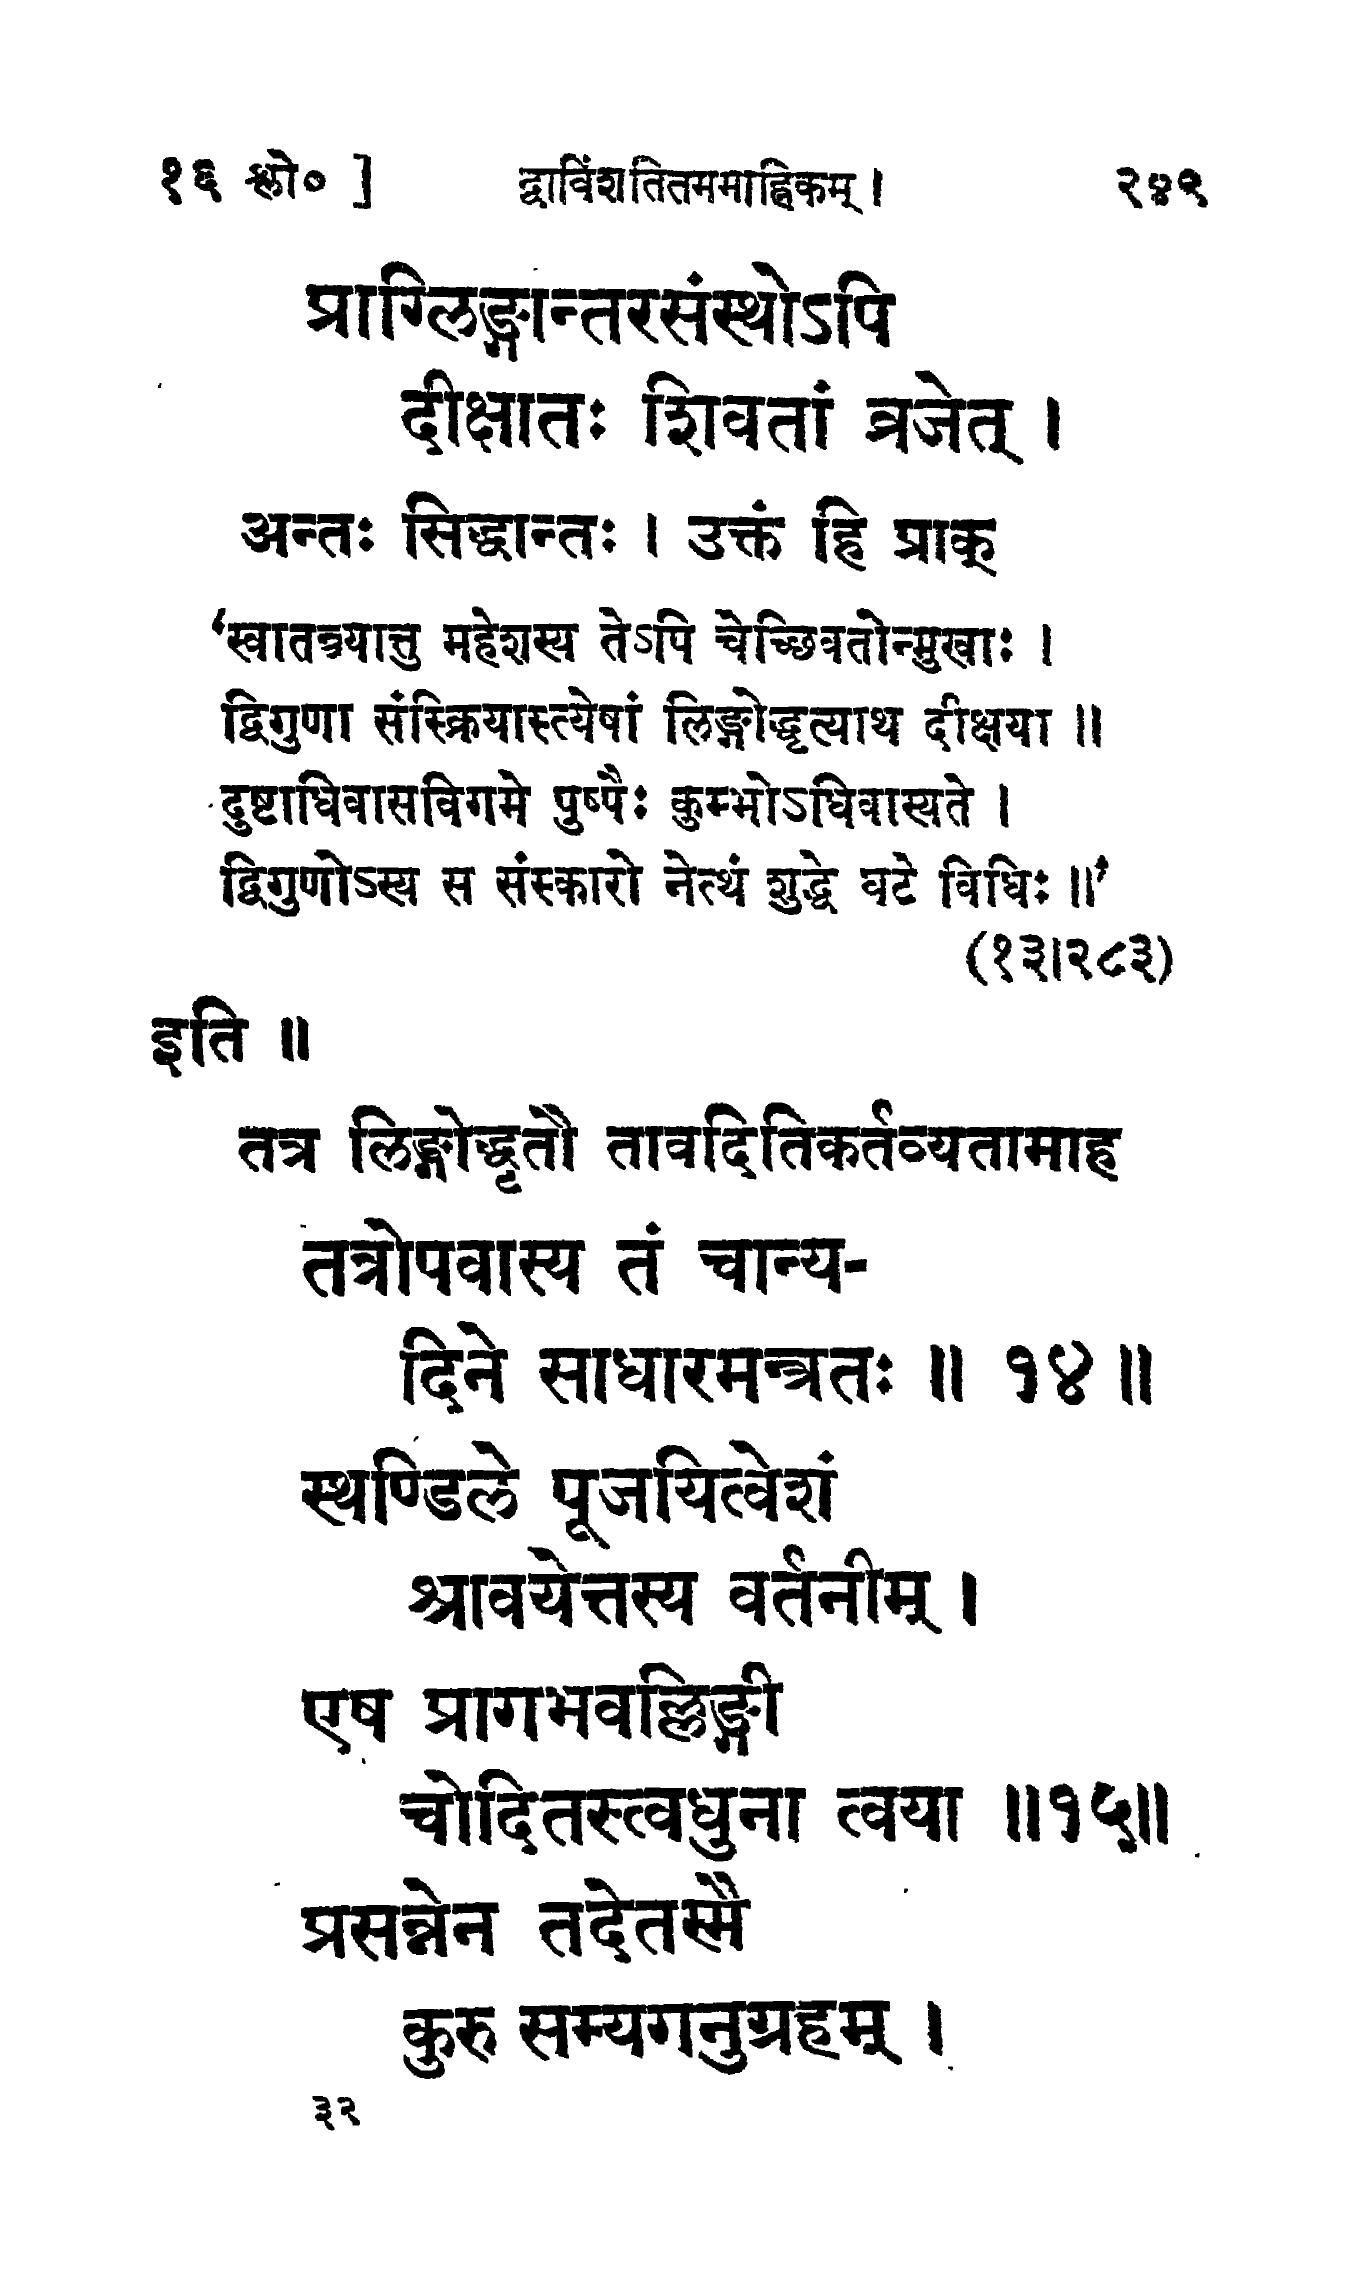 १६ श्लो० ] द्वाविंशतितममाह्निकम् । २४९
प्राग्लिङ्गान्तरसंस्थोऽपि
दीक्षातः शिवतां व्रजेत् ।
अन्तः सिद्धान्तः । उक्तं हि प्राक्
‘स्वातन्त्र्यात्तु महेशस्य तेऽपि चेच्छिवतोन्मुखाः ।
द्विगुणा संस्क्रियास्त्येषां लिङ्गोद्धृत्याथ दीक्षया ॥
दुष्टाधिवासविगमे पुष्पैः कुम्भोऽधिवास्यते ।
द्विगुणोऽस्य स संस्कारो नेत्थं शुद्धे घटे विधिः ॥’
(१३।२८३)
इति ॥
तत्र लिङ्गोद्धृतौ तावदितिकर्तव्यतामाह
तत्रोपवास्य तं चान्य-
दिने साधारमन्त्रतः ॥ १४ ॥
स्थण्डिले पूजयित्वेशं
श्रावयेत्तस्य वर्तनीम् ।
एष प्रागभवल्लिङ्गी
चोदितस्त्वधुना त्वया ॥१५॥
प्रसन्नेन तदेतस्मै
कुरु सम्यगनुग्रहम् ।
३२